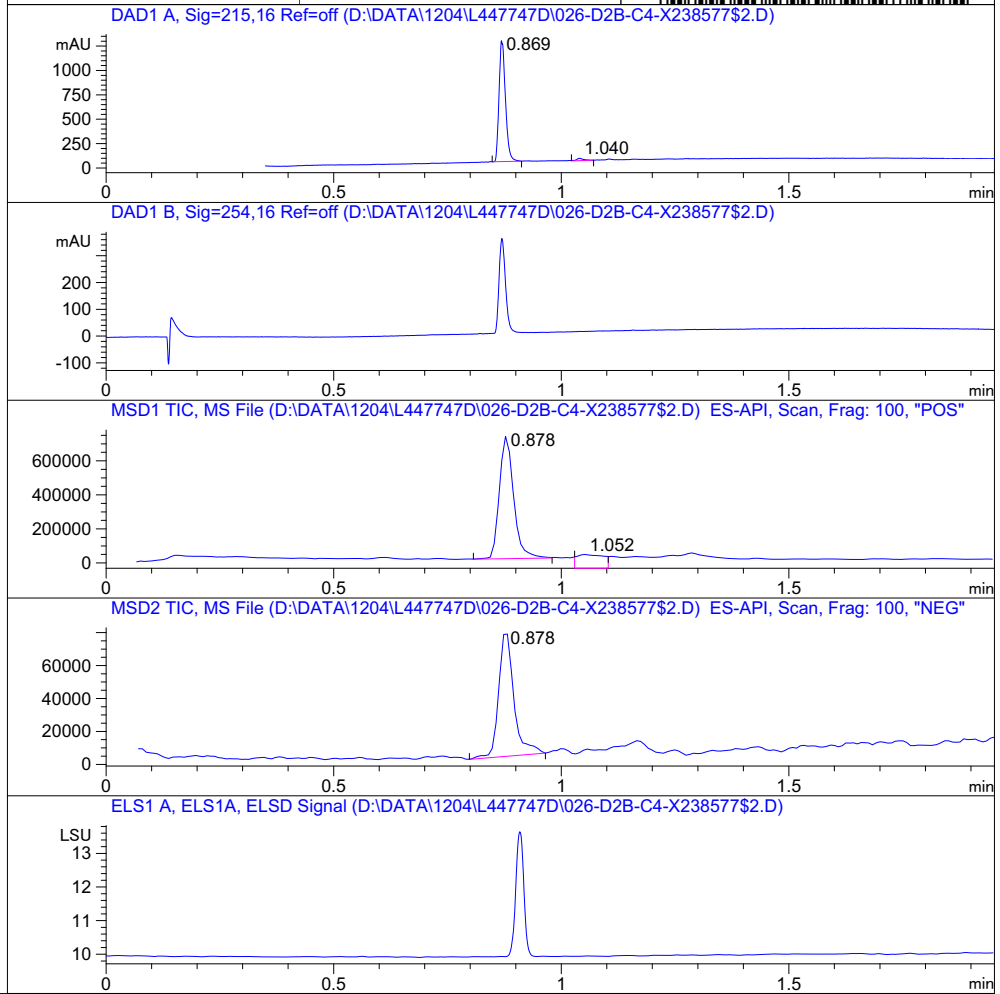 DAD1 A, Sig=215,16 Ref=off (D:\DATA\1204\L447747D\026-D2B-C4-X238577$2.D)
mAU
1000
750
500
250
0
0.869
1.040
0 0.5 1 1.5 min
DAD1 B, Sig=254,16 Ref=off (D:\DATA\1204\L447747D\026-D2B-C4-X238577$2.D)
mAU
200
100
0
-100
0 0.5 1 1.5 min
MSD1 TIC, MS File (D:\DATA\1204\L447747D\026-D2B-C4-X238577$2.D) ES-API, Scan, Frag: 100, "POS"
600000
400000
200000
0
0.878
1.052
0 0.5 1 1.5 min
MSD2 TIC, MS File (D:\DATA\1204\L447747D\026-D2B-C4-X238577$2.D) ES-API, Scan, Frag: 100, "NEG"
60000
40000
20000
0
0.878
0 0.5 1 1.5 min
ELS1 A, ELS1A, ELSD Signal (D:\DATA\1204\L447747D\026-D2B-C4-X238577$2.D)
LSU
13
12
11
10
0 0.5 1 1.5 min